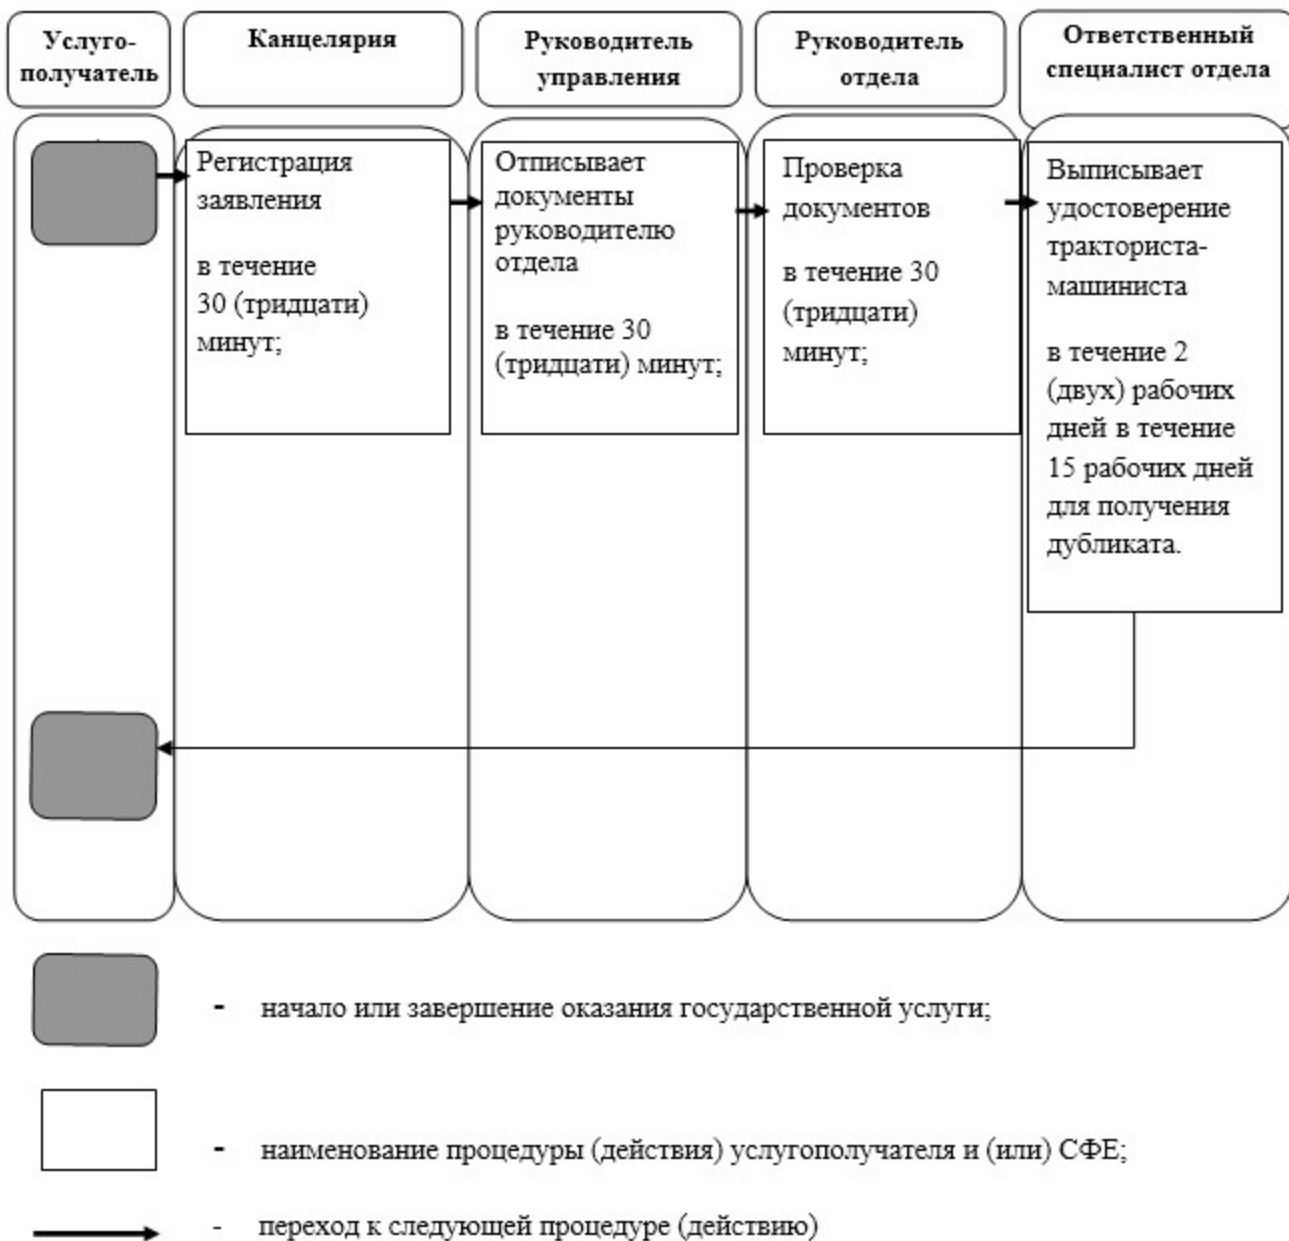 Услуго-
получатель
Канцелярия
Руководитель
управления
Руководитель
отдела
Ответственный
специалист отдела
Регистрация
заявления
в течение
30 (тридцати)
минут;
Отписывает
документы
руководителю
отдела
в течение 30
(тридцати) минут;
Проверка
документов
в течение 30
(тридцати)
минут;
Выписывает
удостоверение
тракториста-
машиниста
в течение 2
(двух) рабочих
дней в течение
15 рабочих дней
для получения
дубликата.
- начало или завершение оказания государственной услуги;
- наименование процедуры (действия) услугополучателя и (или) СФЕ;
- переход к следующей процедуре (действию)